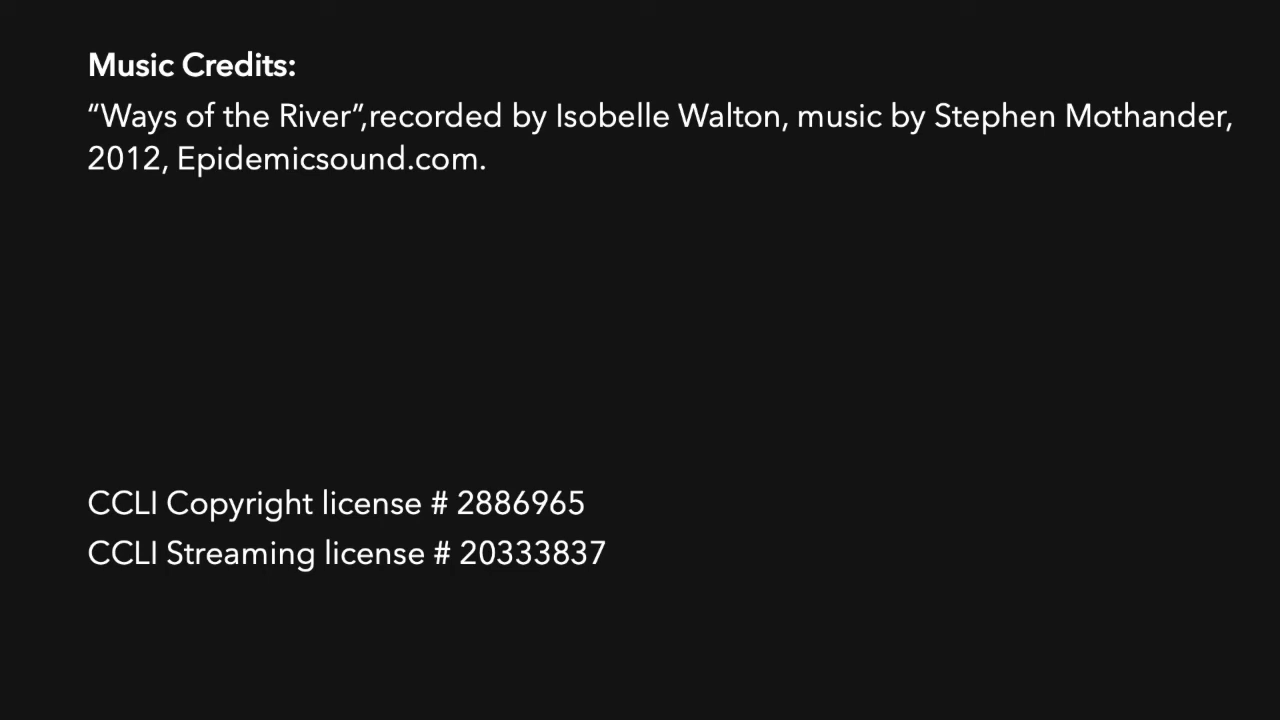 Music Credits:
“Ways of the River”,recorded by Isobelle Walton, music by Stephen Mothander,
2012, Epidemicsound.com.
CCLI Copyright license # 2886965
CCLI Streaming license # 20333837